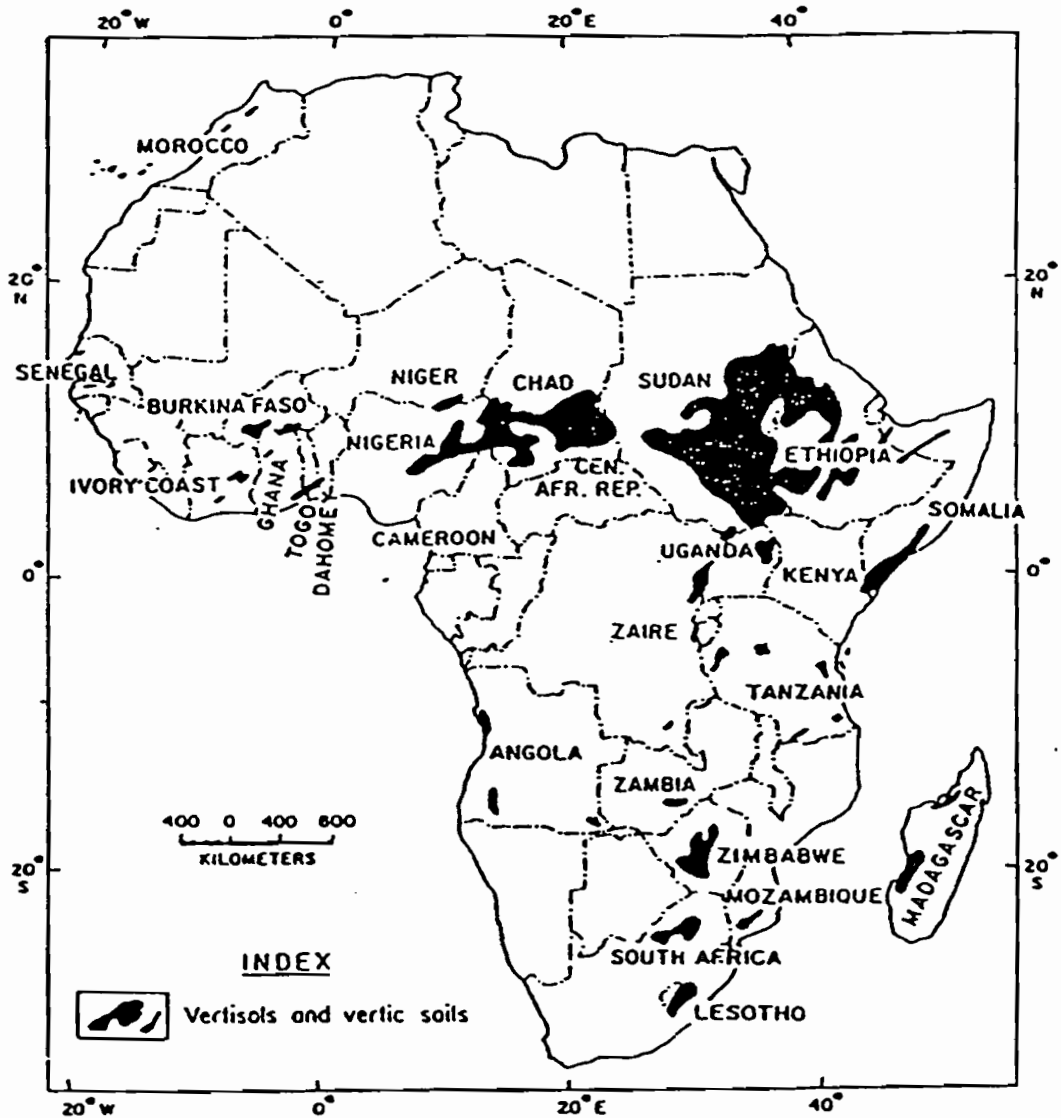 20° W 0° 20° E 40°
MOROCCO
20° N 20° N
SENEGAL
NIGER CHAD SUDAN
BURKINA FASO
NIGERIA
ETHIOPIA
CEN. AFR. REP.
IVORY COAST
GHANA
TOGO
DAHOMEY
SOMALIA
CAMEROON
UGANDA
KENYA
0° 0°
ZAIRE
TANZANIA
ANGOLA
ZAMBIA
400 0 400 600
KILOMETERS
ZIMBABWE
MADAGASCAR
20° S 20° S
MOZAMBIQUE
SOUTH AFRICA
INDEX
Vertisols and vertic soils
LESOTHO
20° W 0° 20° E 40°